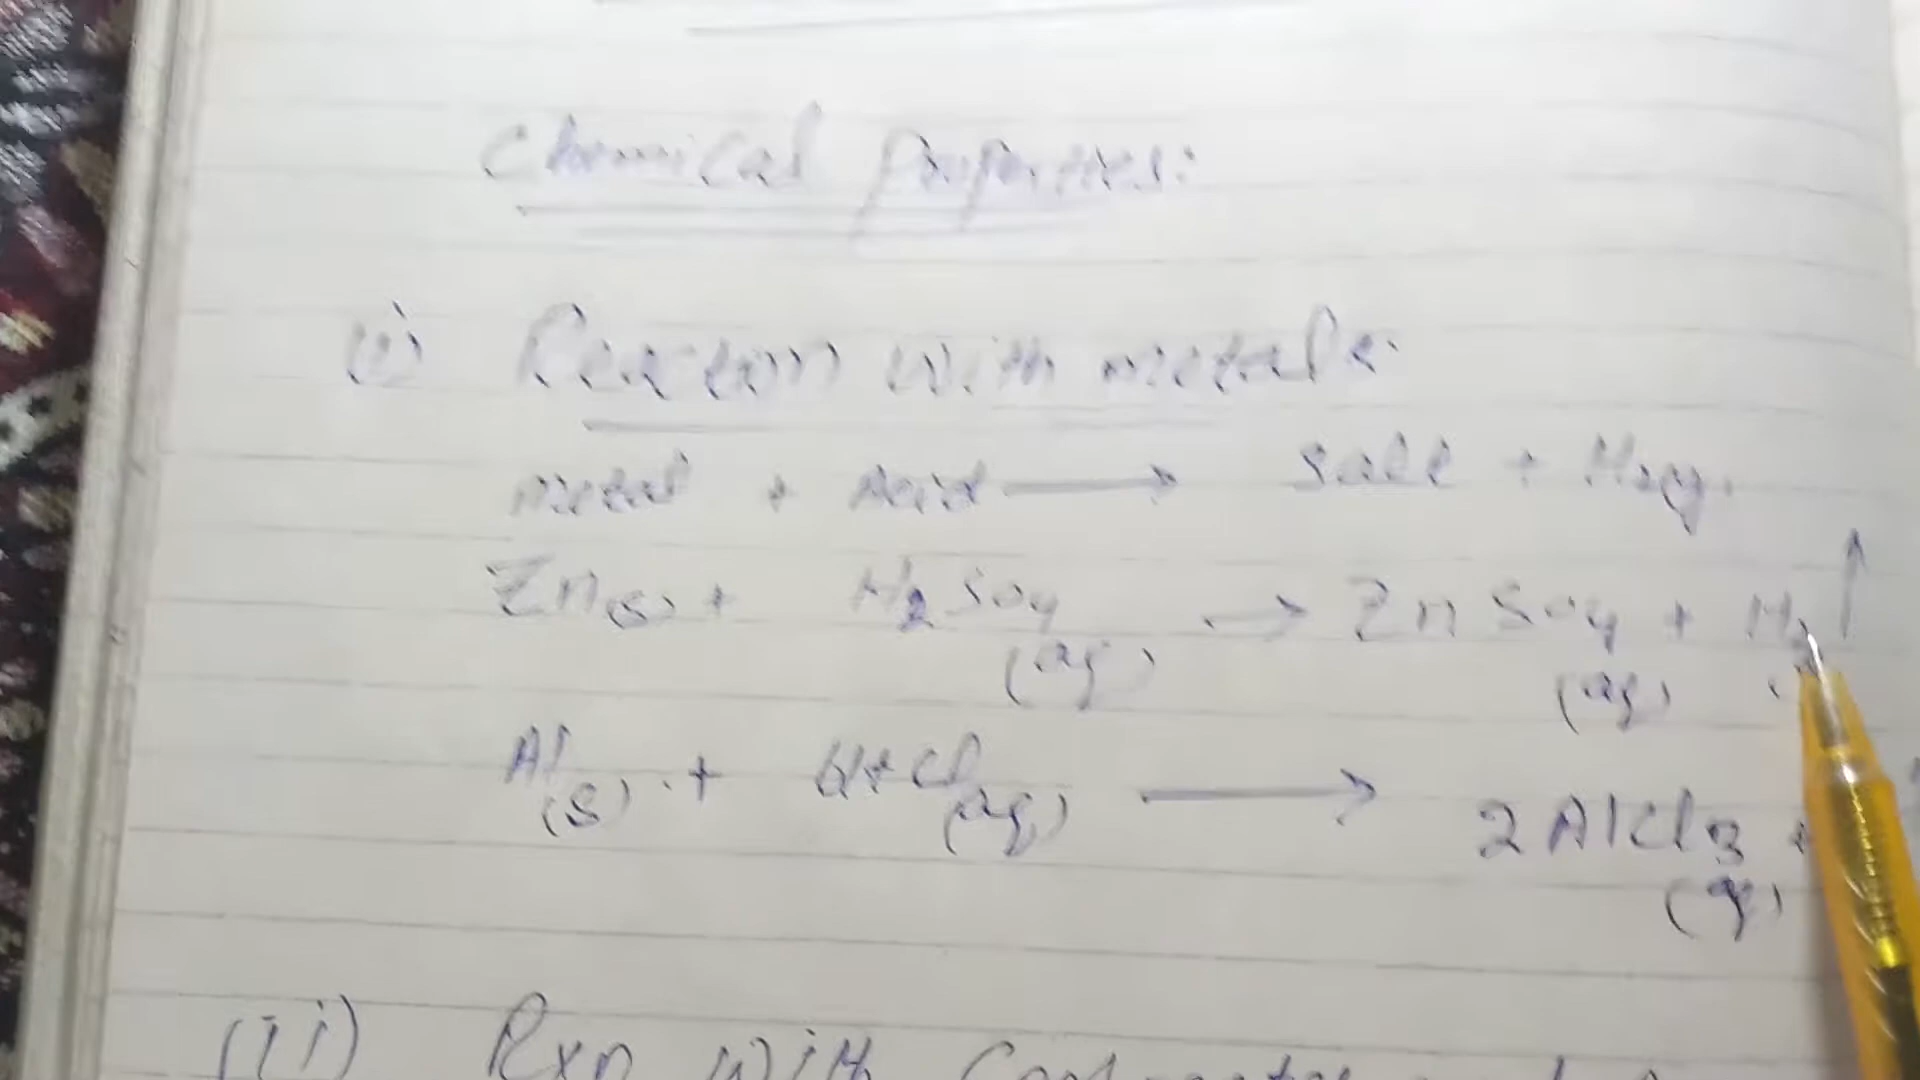 Chemical Properties:
(i) Reaction with metals:
metal + Acid → Salt + H2(g).
Zn(s) + H2SO4 (aq) → ZnSO4 (aq) + H2↑
Al(s) + HCl(aq) → 2AlCl3 (g) +
(ii) Rxn with